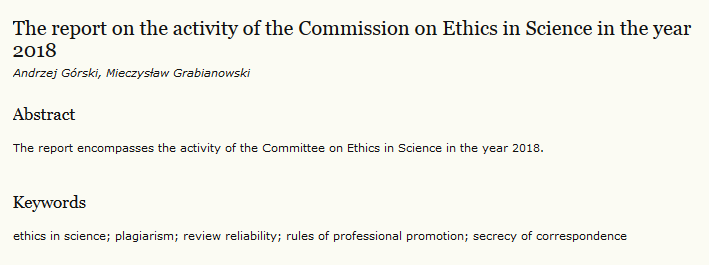 The report on the activity of the Commission on Ethics in Science in the year
2018
Andrzej Górski, Mieczysław Grabianowski
Abstract
The report encompasses the activity of the Committee on Ethics in Science in the year 2018.
Keywords
ethics in science; plagiarism; review reliability; rules of professional promotion; secrecy of correspondence